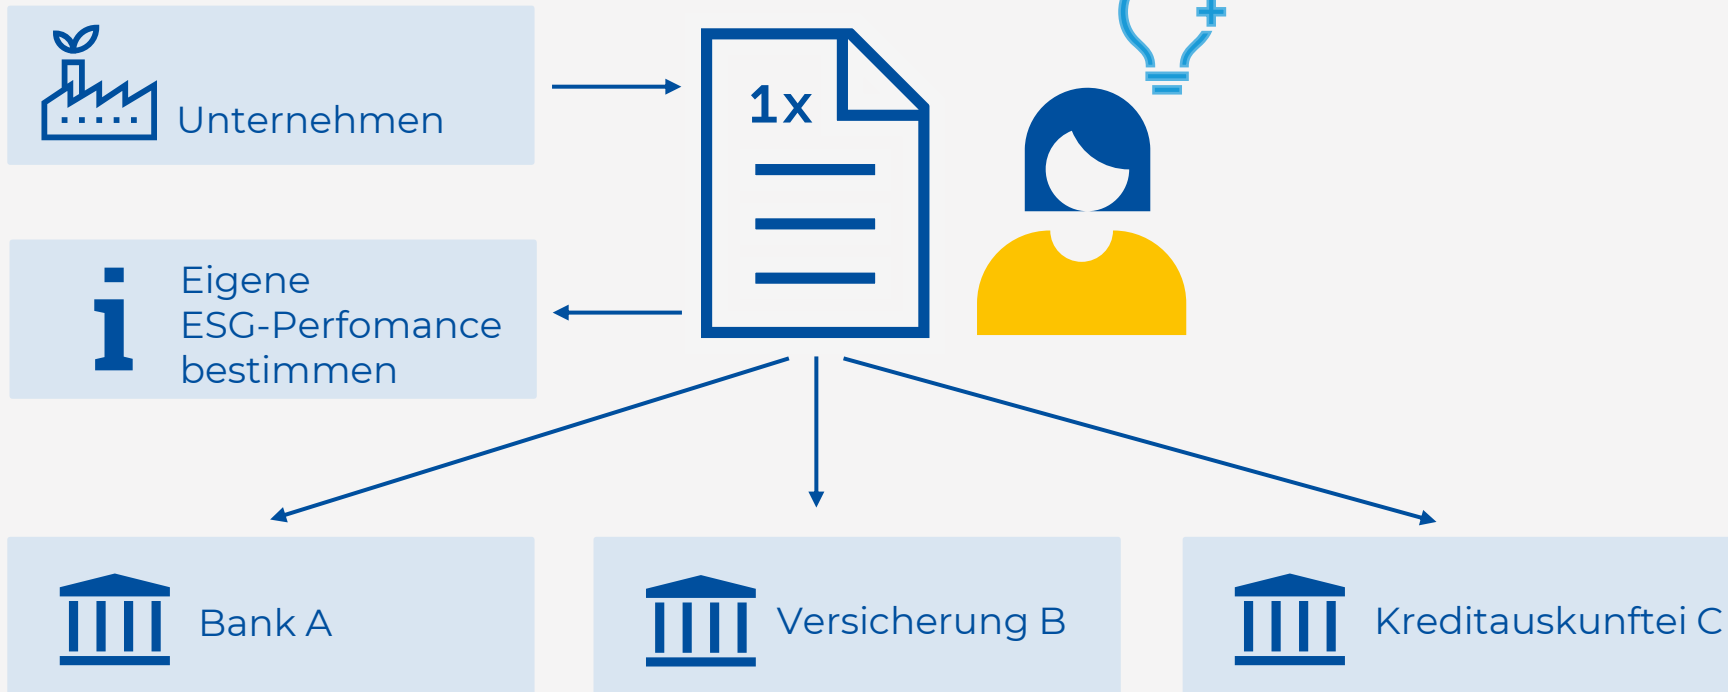 Unternehmen
1x
Eigene
ESG-Perfomance
bestimmen
Bank A
Versicherung B
Kreditauskunftei C